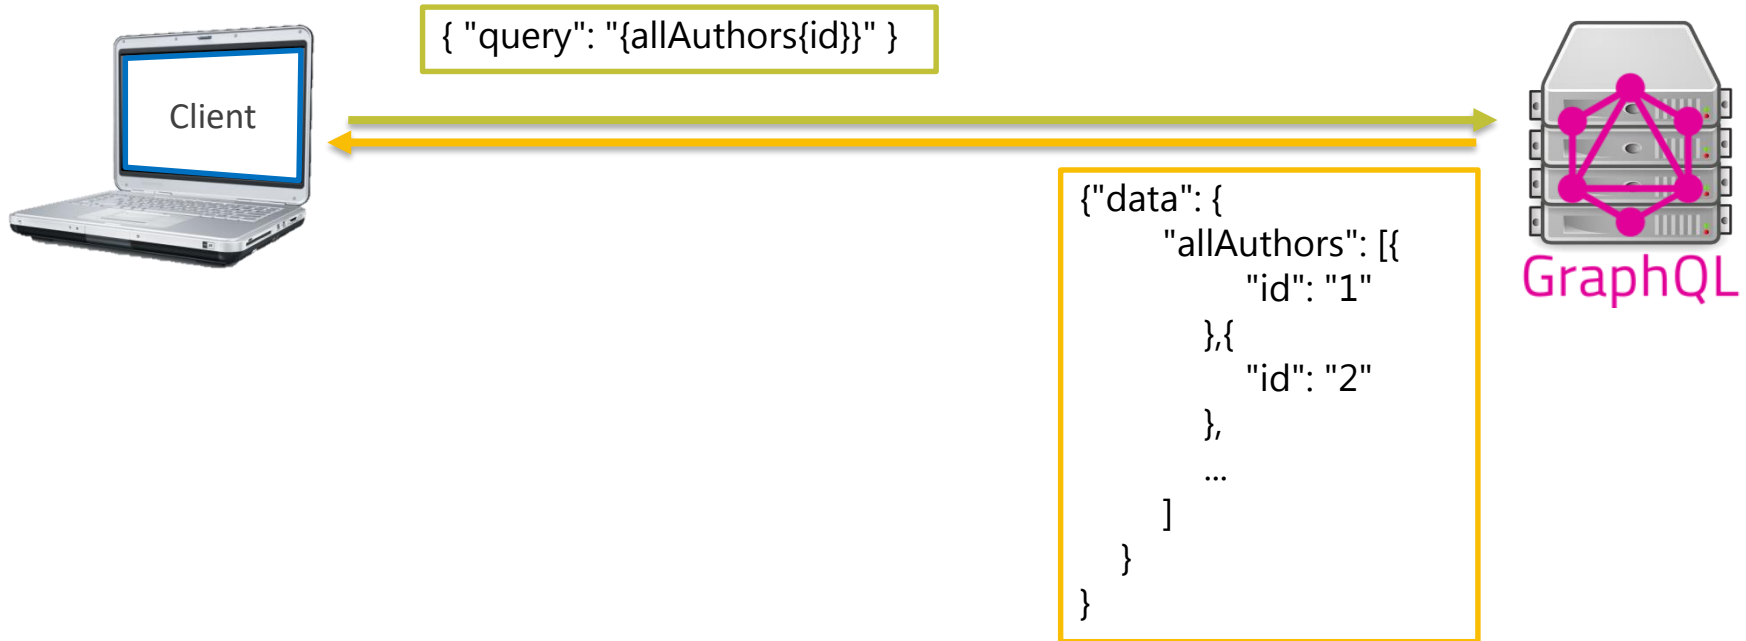 { "query": "{allAuthors{id}}" }
Client
{"data": {
"allAuthors": [{
"id": "1"
},{
"id": "2"
},
...
]
}
}
GraphQL